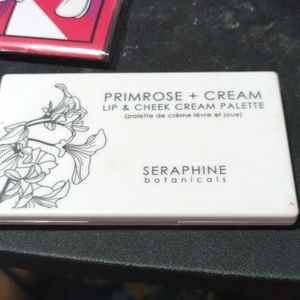 PRIMROSE + CREAM
LIP & CHEEK CREAM PALETTE
(palette de crème lèvre et joue)
SERAPHINE
botanicals